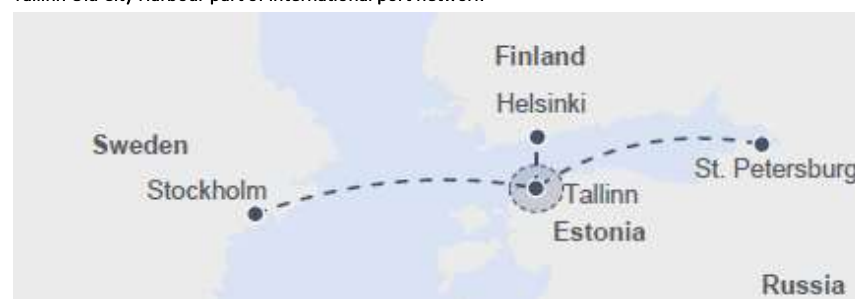 Tallinn Old City Harbour part of international port network
Finland
Helsinki
Sweden
Stockholm
St. Petersburg
Tallinn
Estonia
Russia